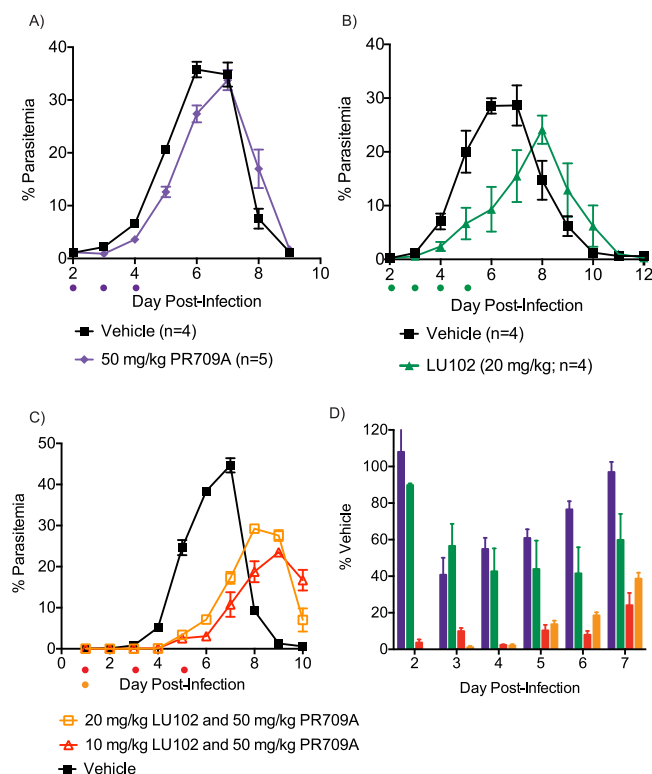 A)
% Parasitemia
40
30
20
10
0
2 4 6 8 10
Day Post-Infection
Vehicle (n=4)
50 mg/kg PR709A (n=5)
B)
% Parasitemia
40
30
20
10
0
2 4 6 8 10 12
Day Post-Infection
Vehicle (n=4)
LU102 (20 mg/kg; n=4)
C)
% Parasitemia
50
40
30
20
10
0
0 2 4 6 8 10
Day Post-Infection
20 mg/kg LU102 and 50 mg/kg PR709A
10 mg/kg LU102 and 50 mg/kg PR709A
Vehicle
D)
% Vehicle
120
100
80
60
40
20
0
2 3 4 5 6 7
Day Post-Infection